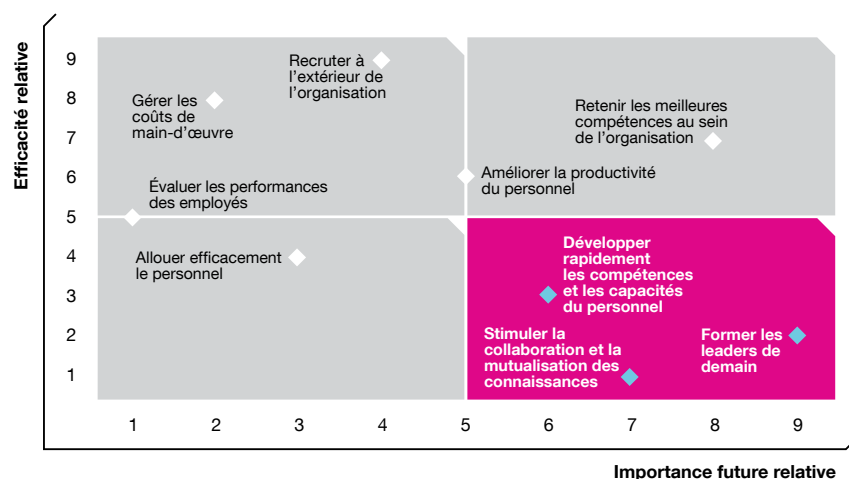 Efficacité relative
9
8
7
6
5
4
3
2
1
Recruter à
l'extérieur de
l'organisation
Gérer les
coûts de
main-d'œuvre
Retenir les meilleures
compétences au sein
de l'organisation
Améliorer la productivité
du personnel
Évaluer les performances
des employés
Allouer efficacement
le personnel
Développer
rapidement
les compétences
et les capacités
du personnel
Stimuler la
collaboration et la
mutualisation des
connaissances
Former les
leaders de
demain
1 2 3 4 5 6 7 8 9
Importance future relative